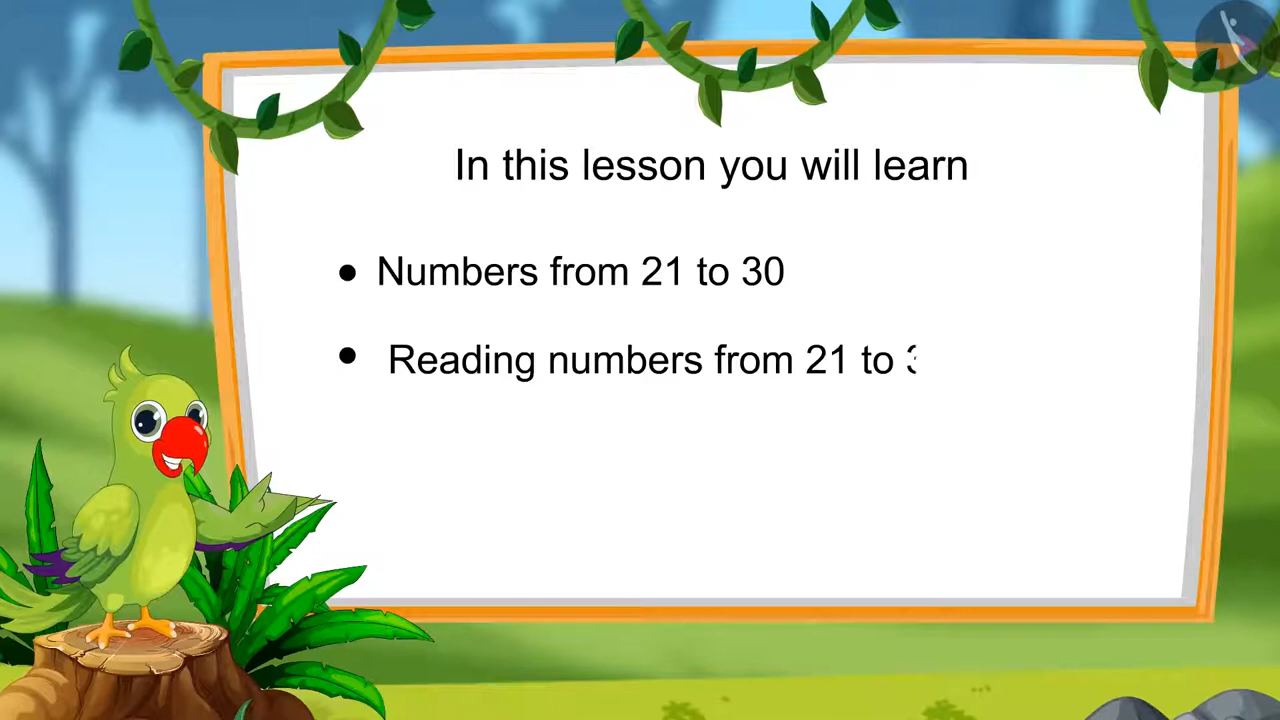 In this lesson you will learn
• Numbers from 21 to 30
• Reading numbers from 21 to